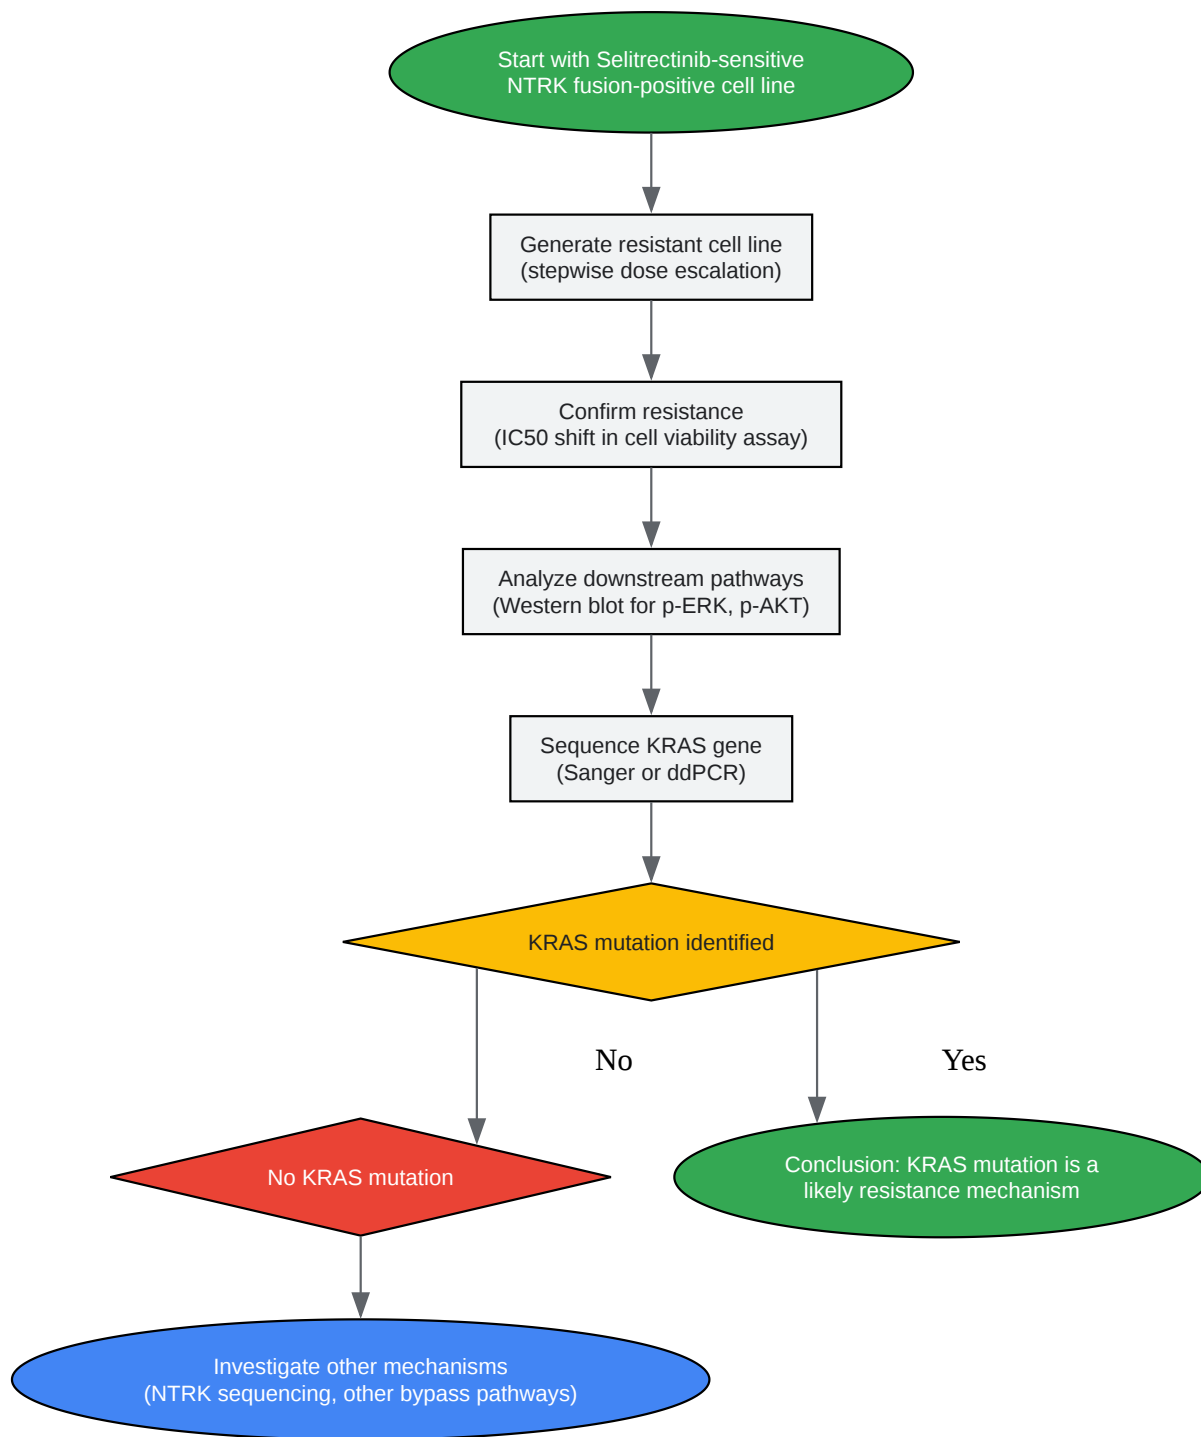 Start with Selitrectinib-sensitive
NTRK fusion-positive cell line
Generate resistant cell line
(stepwise dose escalation)
Confirm resistance
(IC50 shift in cell viability assay)
Analyze downstream pathways
(Western blot for p-ERK, p-AKT)
Sequence KRAS gene
(Sanger or ddPCR)
KRAS mutation identified
No
Yes
No KRAS mutation
Conclusion: KRAS mutation is a
likely resistance mechanism
Investigate other mechanisms
(NTRK sequencing, other bypass pathways)